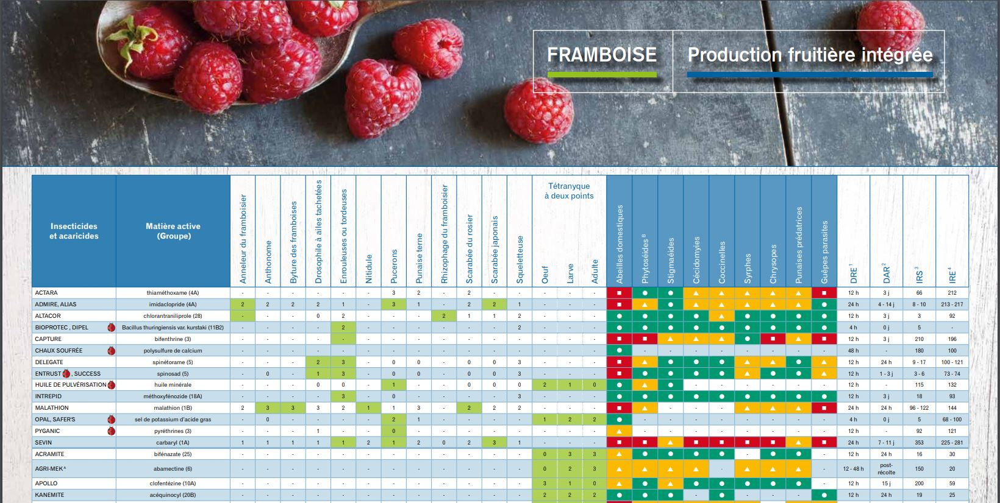 FRAMBOISE
Production fruitière intégrée
Insecticides et acaricides
Matière active (Groupe)
Anneleur du framboisier
Anthonome
Byture des framboises
Drosophile à ailes tachetées
Enrouleuses ou tordeuses
Nitidule
Pucerons
Punaise terne
Rhizophage du framboisier
Scarabée du rosier
Scarabée japonais
Squeletteuse
Tétranyque
à deux points
Oeuf
Larve
Adulte
Abeilles domestiques
Phytoséides B
Stigmaéides
Cécidomyies
Coccinelles
Syrphes
Chrysopes
Punaises prédatrices
Guêpes parasites
DRE 1
DAR 2
IRS 3
IRE 4
ACTARA thiaméthoxame (4A) - - - - - - 3 2 - 2 - - - - - 12 h 3 j 66 212
ADMIRE, ALIAS imidaclopride (4A) 2 2 2 2 1 - 3 1 - 2 2 1 - - - 24 h 4 - 14 j 8 - 10 213 - 217
ALTACOR chlorantraniliprole (28) - - - 0 2 - - - 2 1 1 2 - - - 12 h 3 j 3 92
BIOPROTEC , DIPEL Bacillus thuringiensis var. kurstaki (11B2) - - - - 2 - - - - - - 2 - - - 4 h 0 j 5 -
CAPTURE bifenthrine (3) - - - - - - - - - - - - - - - 12 h 3 j 210 196
CHAUX SOUFRÉE polysulfure de calcium - - - - - - - - - - - - - - - - - - - - - - - 48 h - 180 100
DELEGATE spinétorame (5) - - - 2 3 - 0 0 - 0 0 3 - - - 12 h 24 h 9 - 17 100 - 121
ENTRUST , SUCCESS spinosad (5) - 0 - 1 3 - 0 0 - 0 0 3 - - - 12 h 1 - 3 j 3 - 6 73 - 74
HUILE DE PULVÉRISATION huile minérale - - - 0 0 - 1 - - 0 0 0 2 1 0 - - - - - - 12 h - 115 132
INTREPID méthoxyfénozide (18A) - - - - 3 - 0 - - - - 3 - - - 12 h 3 j 18 93
MALATHION malathion (1B) 2 3 3 3 2 1 1 3 - 2 2 2 - - - - - - 24 h 24 h 96 - 122 144
OPAL, SAFER'S sel de potassium d'acide gras - 0 - - - - 2 1 - - - - 1 2 2 - - - - - - - - 4 h 0 j 5 68 - 100
PYGANIC pyréthrines (3) - - - 1 - - 0 - - - - - - - - - - - - - - - - 12 h - 92 121
SEVIN carbaryl (1A) 1 1 1 1 1 2 1 2 0 2 3 1 - - - 24 h 7 - 11 j 353 225 - 281
ACRAMITE bifénazate (25) - - - - - - - - - - - - 0 3 3 - - 12 h 24 h 16 30
AGRI-MEK A abamectine (6) - - - - - - - - - - - - 0 2 3 - - 12 - 48 h post-récolte 150 20
APOLLO clofentézine (10A) - - - - - - - - - - - - 3 1 0 - 12 h 15 j 200 59
KANEMITE acéquinocyl (20B) - - - - - - - - - - - - 2 2 2 - - - - 12 h 24 h 19 25